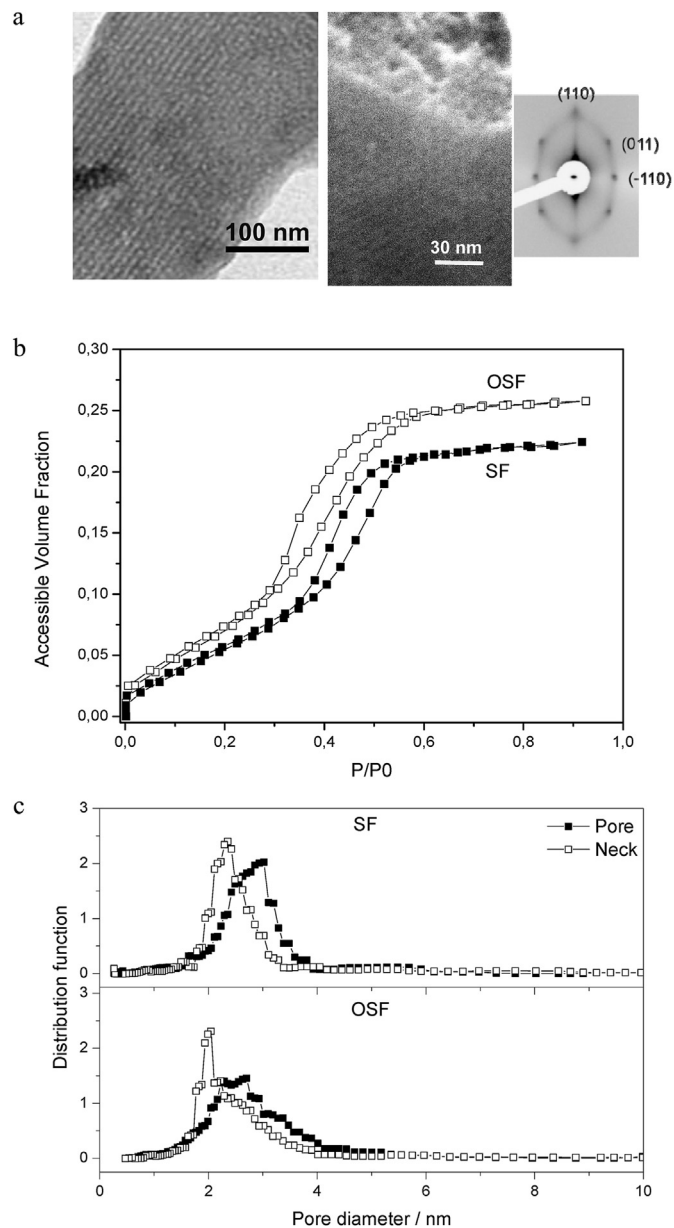 a
100 nm
30 nm
(110)
(011)
(-110)
b
0,30
0,25
0,20
0,15
0,10
0,05
0,00
0,0 0,2 0,4 0,6 0,8 1,0
Accessible Volume Fraction
P/P0
OSF
SF
c
3
2
1
0
SF
Pore
Neck
3
2
1
0
OSF
0 2 4 6 8 10
Distribution function
Pore diameter / nm